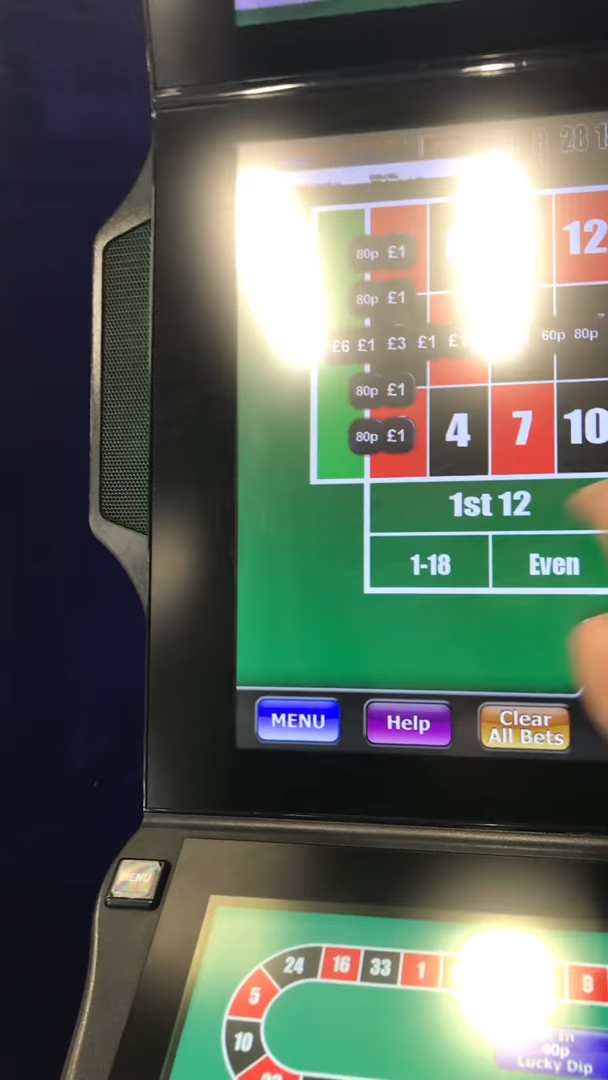 28 1
12
80p £1
80p £1
£6 £1 £3 £1 £1 60p 80p
80p £1
80p £1
4 7 10
1st 12
1-18 Even
MENU Help Clear
All Bets
MENU
24 16 33 1 9
5
10
40p
Lucky Dip